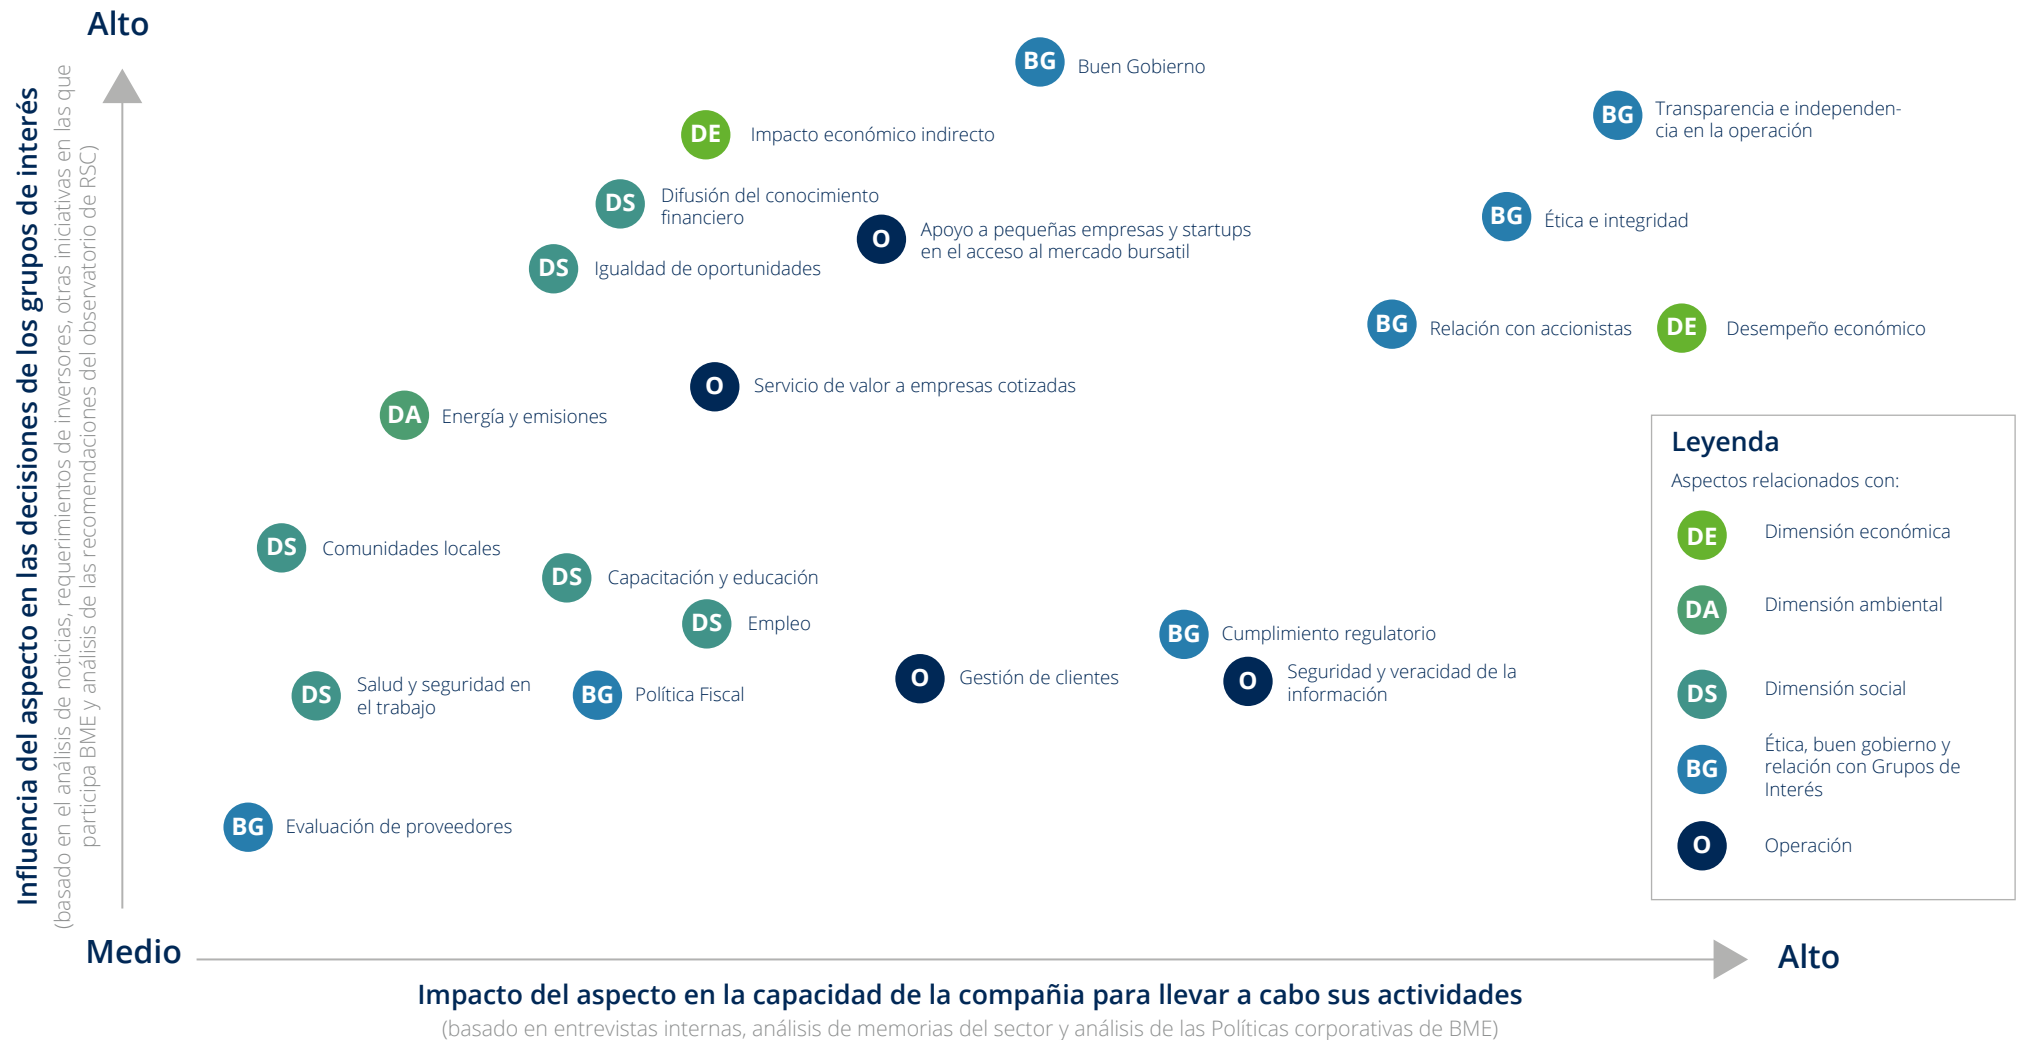 Alto
Influencia del aspecto en las decisiones de los grupos de interés
(basado en el análisis de noticias, requerimientos de inversores, otras iniciativas en las que
participa BME y análisis de las recomendaciones del observatorio de RSC)
BG Buen Gobierno
BG Transparencia e independen-
cia en la operación
DE Impacto económico indirecto
DS Difusión del conocimiento
financiero
BG Ética e integridad
O Apoyo a pequeñas empresas y startups
en el acceso al mercado bursatil
DS Igualdad de oportunidades
BG Relación con accionistas
DE Desempeño económico
O Servicio de valor a empresas cotizadas
DA Energía y emisiones
DS Comunidades locales
DS Capacitación y educación
DS Empleo
BG Cumplimiento regulatorio
O Gestión de clientes
O Seguridad y veracidad de la
información
DS Salud y seguridad en
el trabajo
BG Política Fiscal
BG Evaluación de proveedores
Leyenda
Aspectos relacionados con:
DE Dimensión económica
DA Dimensión ambiental
DS Dimensión social
BG Ética, buen gobierno y
relación con Grupos de
Interés
O Operación
Medio
Alto
Impacto del aspecto en la capacidad de la compañia para llevar a cabo sus actividades
(basado en entrevistas internas, análisis de memorias del sector y análisis de las Políticas corporativas de BME)